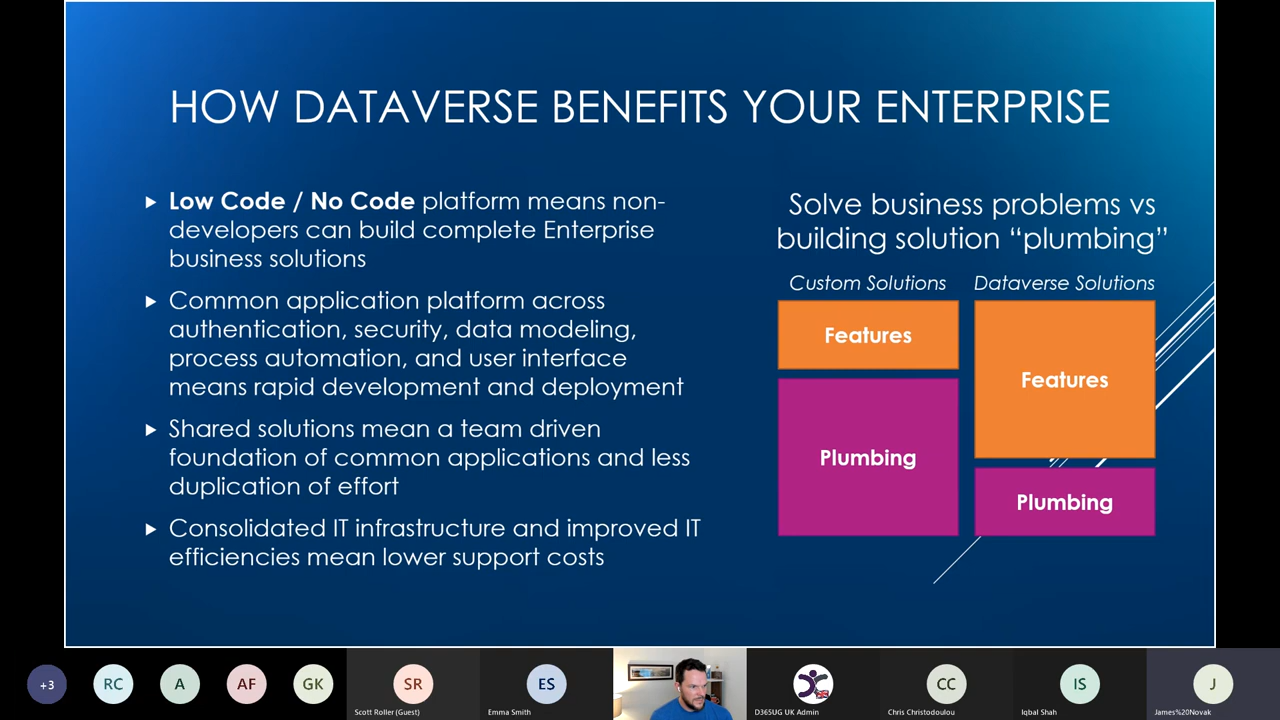 HOW DATAVERSE BENEFITS YOUR ENTERPRISE
Low Code / No Code platform means non-
developers can build complete Enterprise
business solutions
Common application platform across
authentication, security, data modeling,
process automation, and user interface
means rapid development and deployment
Shared solutions mean a team driven
foundation of common applications and less
duplication of effort
Consolidated IT infrastructure and improved IT
efficiencies mean lower support costs
Solve business problems vs
building solution “plumbing”
Custom Solutions
Dataverse Solutions
Features
Plumbing
Features
Plumbing
+3
RC
A
AF
GK
SR
Scott Roller (Guest)
ES
Emma Smith
D365UG UK Admin
CC
Chris Christodoulou
IS
Iqbal Shah
J
James%20Novak